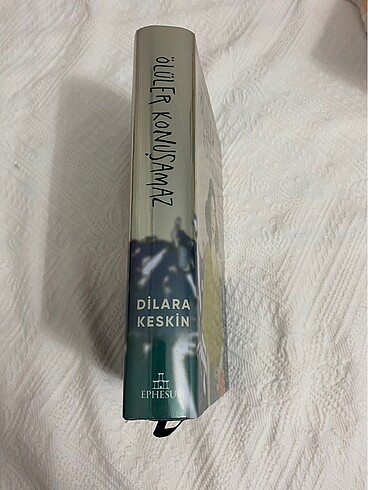 ÖLÜLER KONUŞAMAZ
DİLARA
KESKİN
EPHESUS